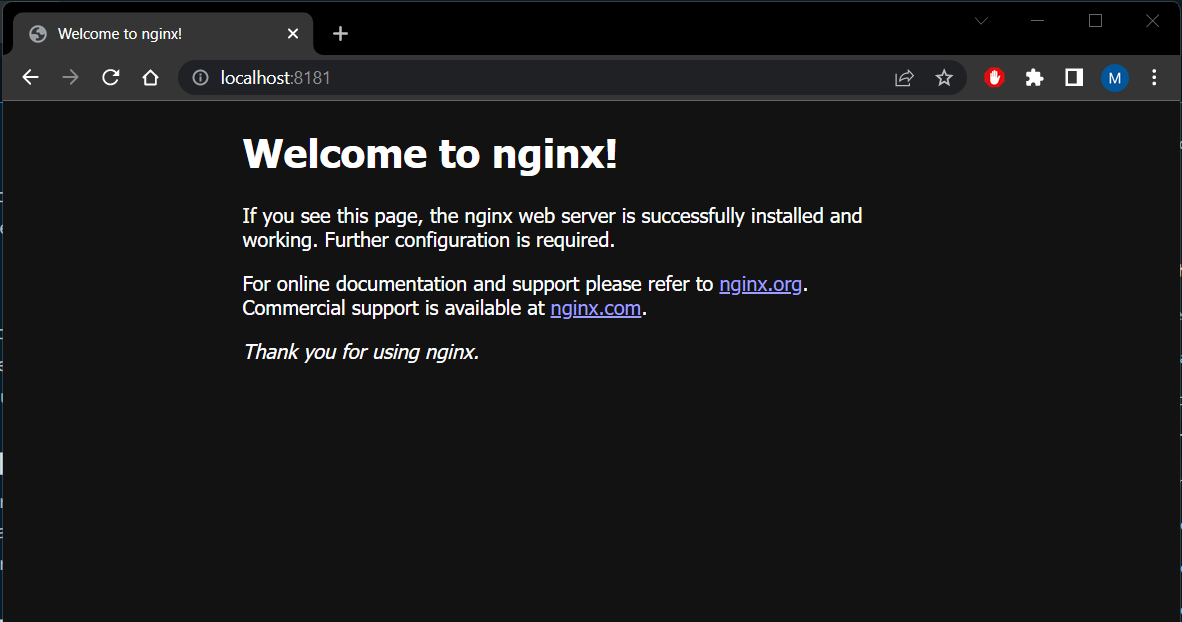 Welcome to nginx!
localhost:8181
M
Welcome to nginx!
If you see this page, the nginx web server is successfully installed and
working. Further configuration is required.
For online documentation and support please refer to nginx.org.
Commercial support is available at nginx.com.
Thank you for using nginx.